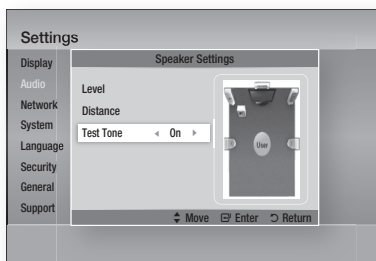 Settings
Display
Audio
Network
System
Language
Security
General
Support
Speaker Settings
Level
Distance
Test Tone ◀ On ▶
User
Move Enter Return